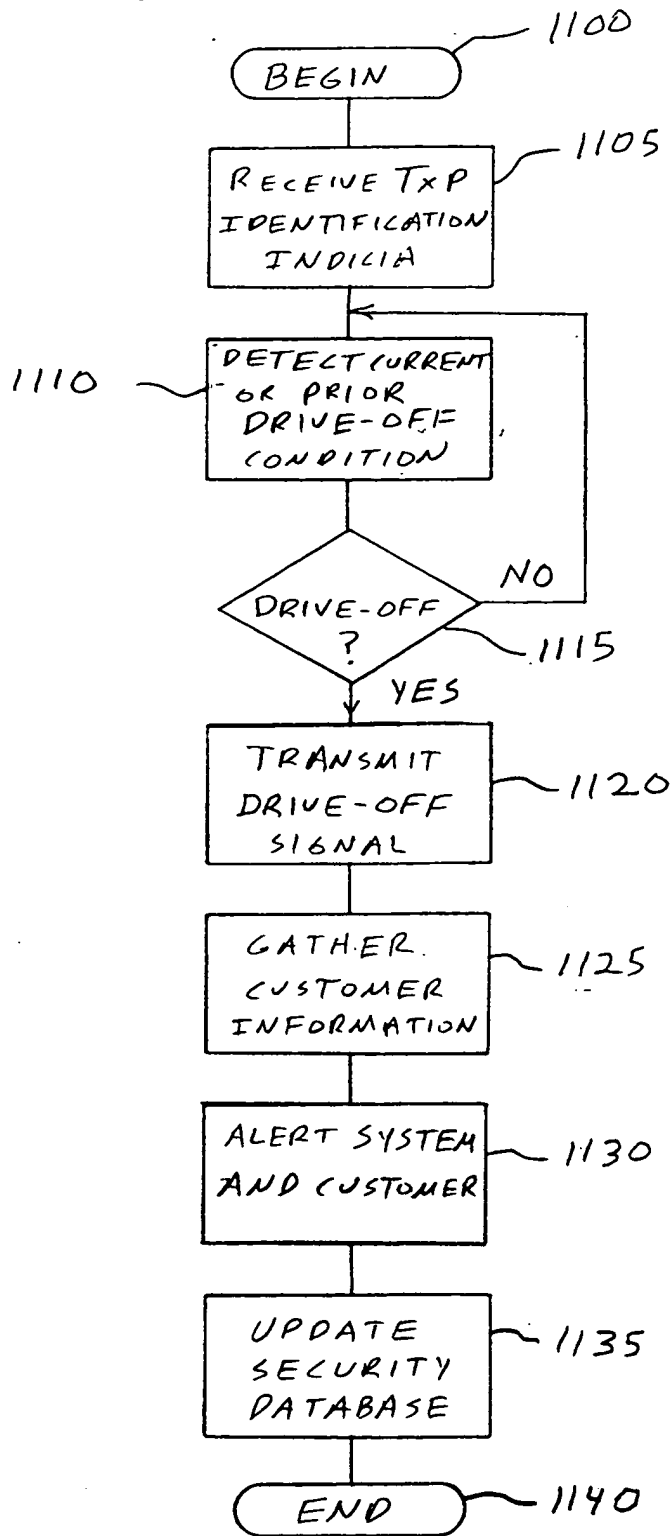 1100
BEGIN
1105
RECEIVE TxP
IDENTIFICATION
INDICIA
1110
DETECT CURRENT
OR PRIOR
DRIVE-OFF
CONDITION
NO
DRIVE-OFF
?
1115
YES
TRANSMIT
DRIVE-OFF
SIGNAL
1120
GATHER
CUSTOMER
INFORMATION
1125
ALERT SYSTEM
AND CUSTOMER
1130
UPDATE
SECURITY
DATABASE
1135
END
1140